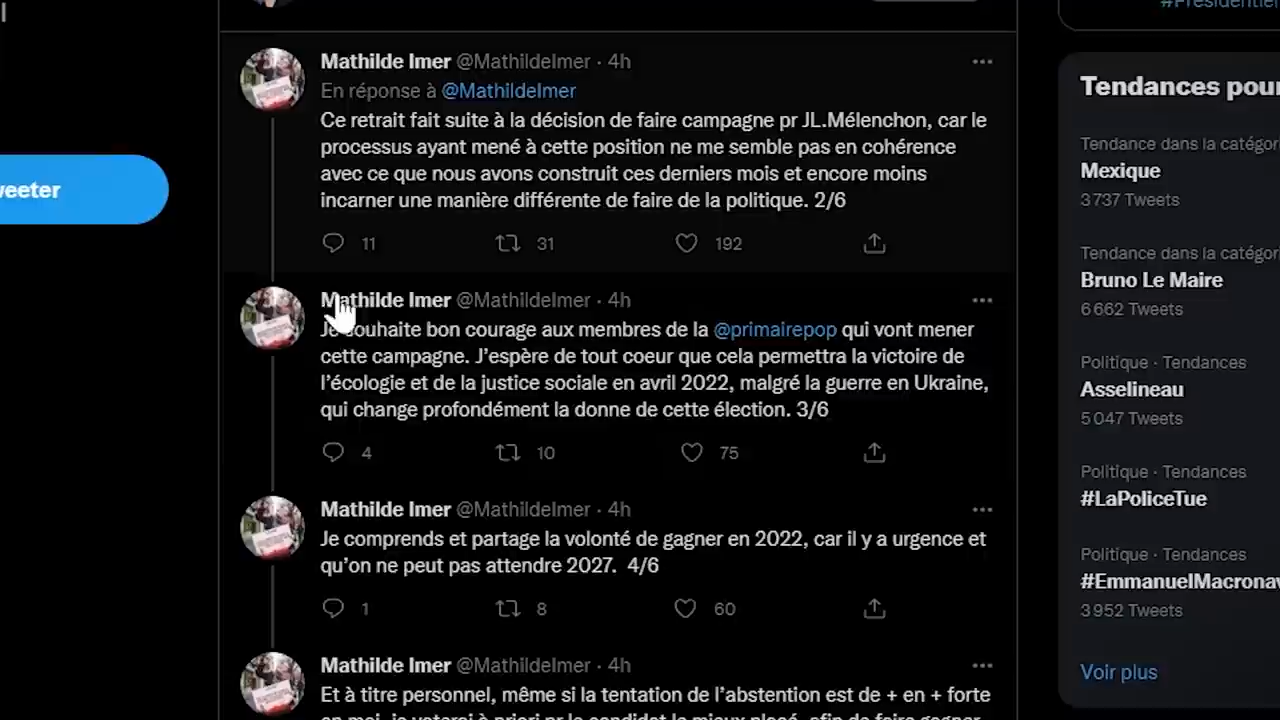 #Présidentiel
weeter
Mathilde Imer @MathildeImer · 4h
En réponse à @MathildeImer
Ce retrait fait suite à la décision de faire campagne pr JL.Mélenchon, car le
processus ayant mené à cette position ne me semble pas en cohérence
avec ce que nous avons construit ces derniers mois et encore moins
incarner une manière différente de faire de la politique. 2/6
11 31 192
Mathilde Imer @MathildeImer · 4h
Je souhaite bon courage aux membres de la @primairepop qui vont mener
cette campagne. J’espère de tout coeur que cela permettra la victoire de
l’écologie et de la justice sociale en avril 2022, malgré la guerre en Ukraine,
qui change profondément la donne de cette élection. 3/6
4 10 75
Mathilde Imer @MathildeImer · 4h
Je comprends et partage la volonté de gagner en 2022, car il y a urgence et
qu’on ne peut pas attendre 2027. 4/6
1 8 60
Mathilde Imer @MathildeImer · 4h
Et à titre personnel, même si la tentation de l’abstention est de + en + forte
en moi, je voterai à priori pr le candidat le mieux placé, afin de faire gagner
Tendances pour
Tendance dans la catégor
Mexique
3 737 Tweets
Tendance dans la catégor
Bruno Le Maire
6 662 Tweets
Politique · Tendances
Asselineau
5 047 Tweets
Politique · Tendances
#LaPoliceTue
Politique · Tendances
#EmmanuelMacronav
3 952 Tweets
Voir plus